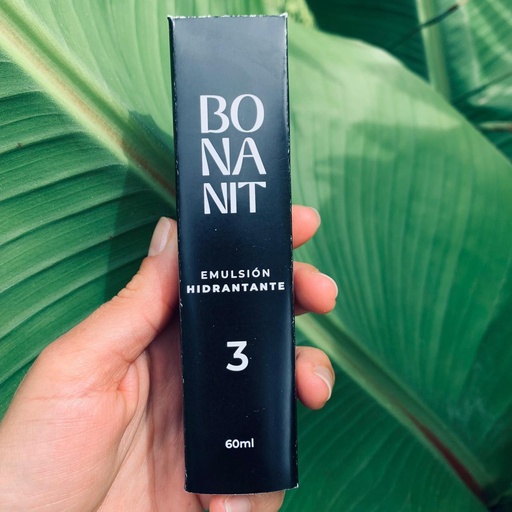 BO
NA
NIT
EMULSIÓN
HIDRANTANTE
3
60ml